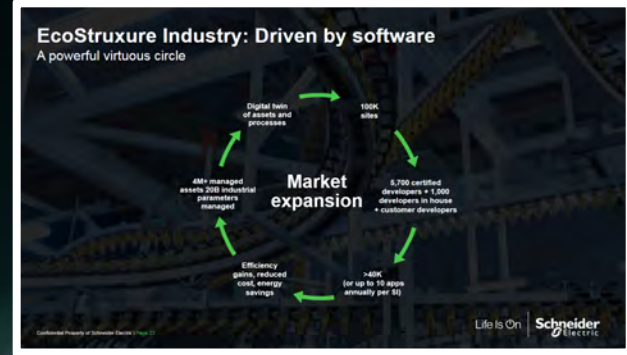 EcoStruxure Industry: Driven by software
A powerful virtuous circle
Digital twin
of assets and
processes
100K
sites
5,700 certified
developers + 1,000
developers in house
+ customer developers
>40K
(or up to 10 apps
annually per SI)
Efficiency
gains, reduced
cost, energy
savings
4M+ managed
assets 20B industrial
parameters
managed
Market
expansion
Confidential Property of Schneider Electric | Page 23
Life Is On
Schneider
Electric